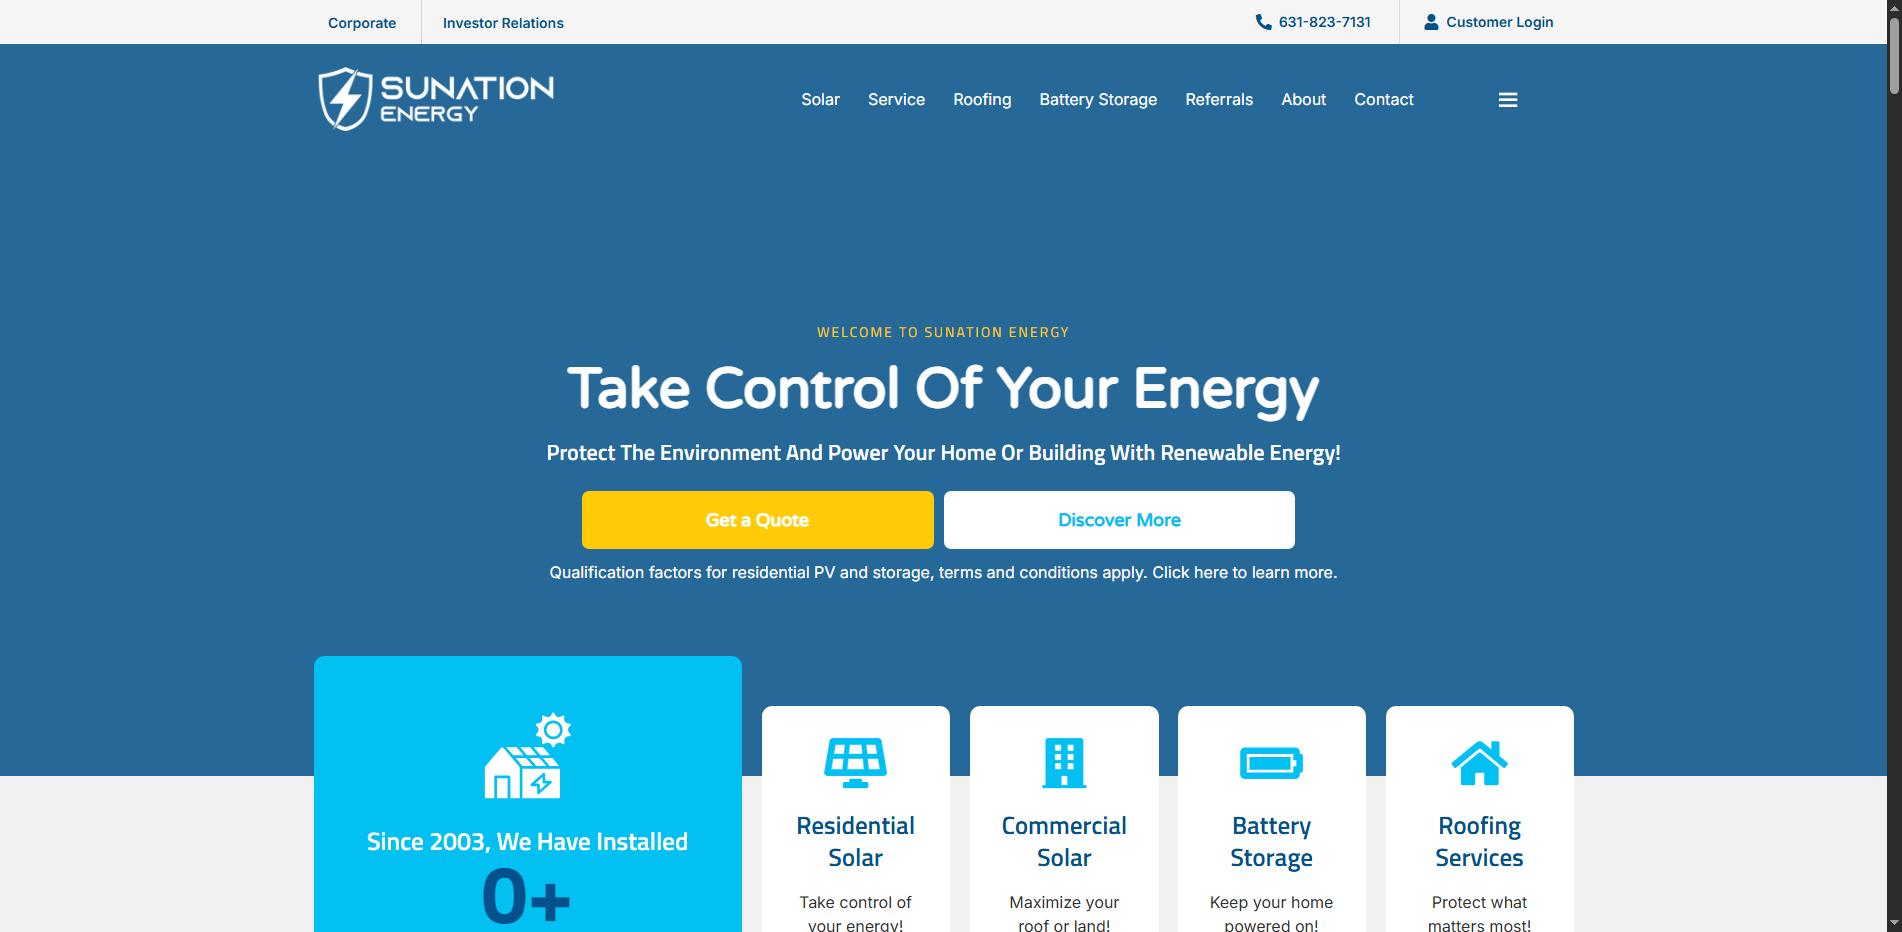 Corporate
Investor Relations
631-823-7131
Customer Login
SUNATION
ENERGY
Solar
Service
Roofing
Battery Storage
Referrals
About
Contact
WELCOME TO SUNATION ENERGY
Take Control Of Your Energy
Protect The Environment And Power Your Home Or Building With Renewable Energy!
Get a Quote
Discover More
Qualification factors for residential PV and storage, terms and conditions apply. Click here to learn more.
Since 2003, We Have Installed
0+
Residential
Solar
Take control of
your energy!
Commercial
Solar
Maximize your
roof or land!
Battery
Storage
Keep your home
powered on!
Roofing
Services
Protect what
matters most!